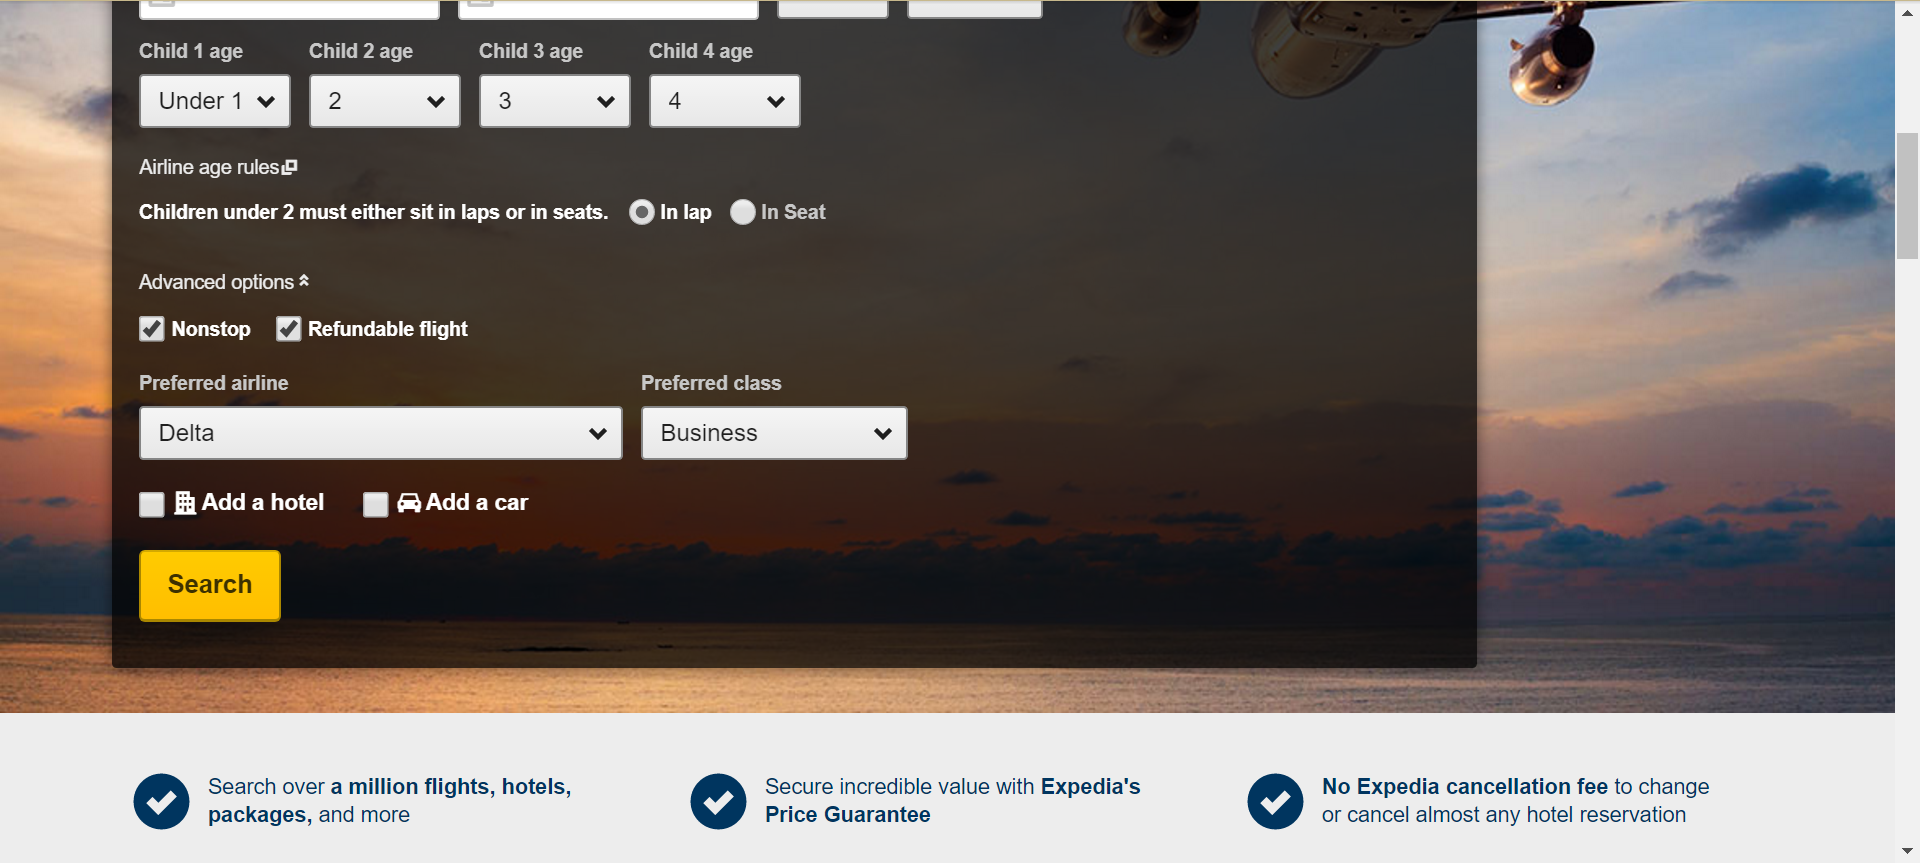 Child 1 age Child 2 age Child 3 age Child 4 age
Under 1 2 3 4
Airline age rules
Children under 2 must either sit in laps or in seats. In lap In Seat
Advanced options
Nonstop Refundable flight
Preferred airline Preferred class
Delta Business
Add a hotel Add a car
Search
Search over a million flights, hotels,
packages, and more
Secure incredible value with Expedia's
Price Guarantee
No Expedia cancellation fee to change
or cancel almost any hotel reservation